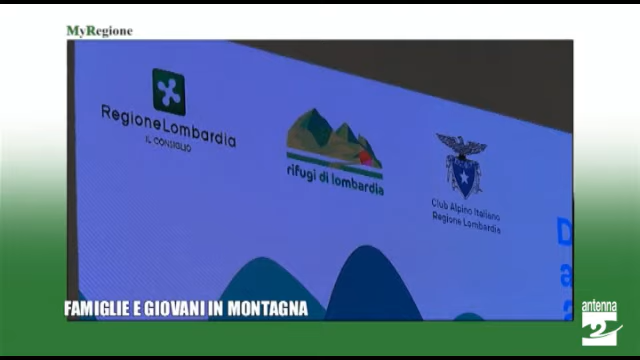 MyRegione
RegioneLombardia
IL CONSIGLIO
rifugi di lombardia
Club Alpino Italiano
Regione Lombardia
D
a
a
FAMIGLIE E GIOVANI IN MONTAGNA
antenna
2